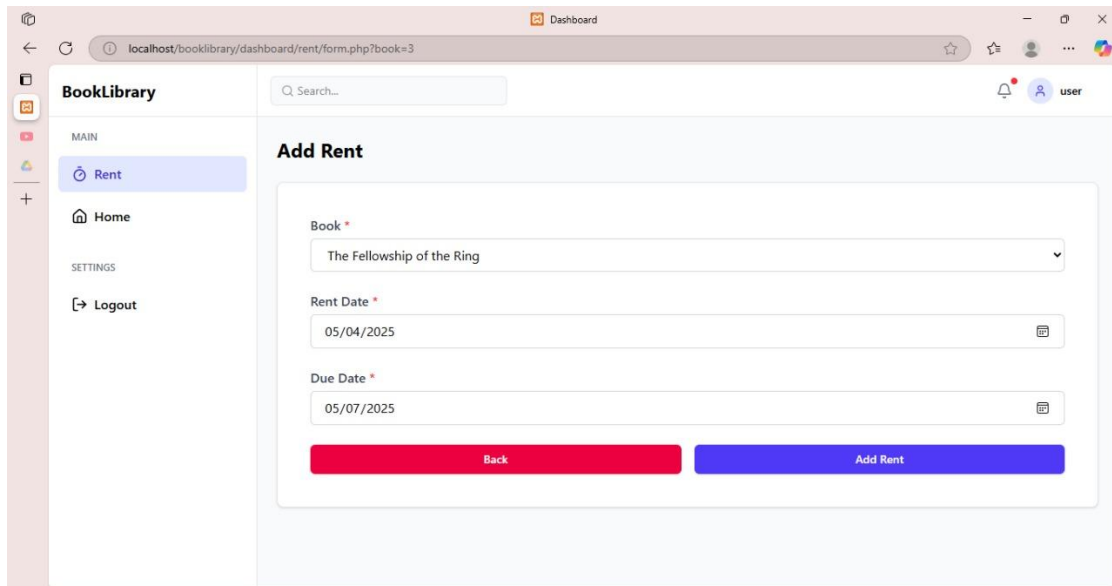 Dashboard
localhost/booklibrary/dashboard/rent/form.php?book=3
BookLibrary
Search...
user
MAIN
Rent
Home
SETTINGS
Logout
Add Rent
Book *
The Fellowship of the Ring
Rent Date *
05/04/2025
Due Date *
05/07/2025
Back
Add Rent